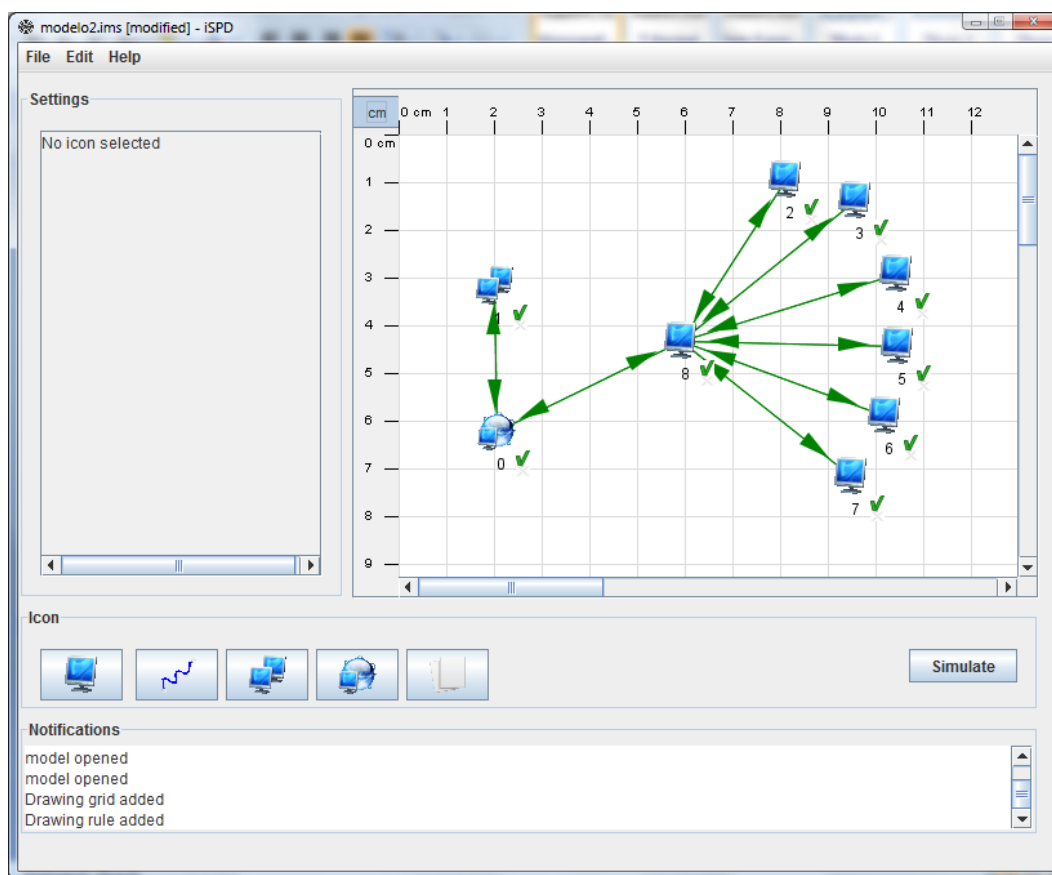 modelo2.ims [modified] - iSPD
File Edit Help
Settings
No icon selected
cm 0 cm 1 2 3 4 5 6 7 8 9 10 11 12
0 cm
1
2
3
4
5
6
7
8
9
2
3
1
4
8
5
6
0
7
Icon
Simulate
Notifications
model opened
model opened
Drawing grid added
Drawing rule added